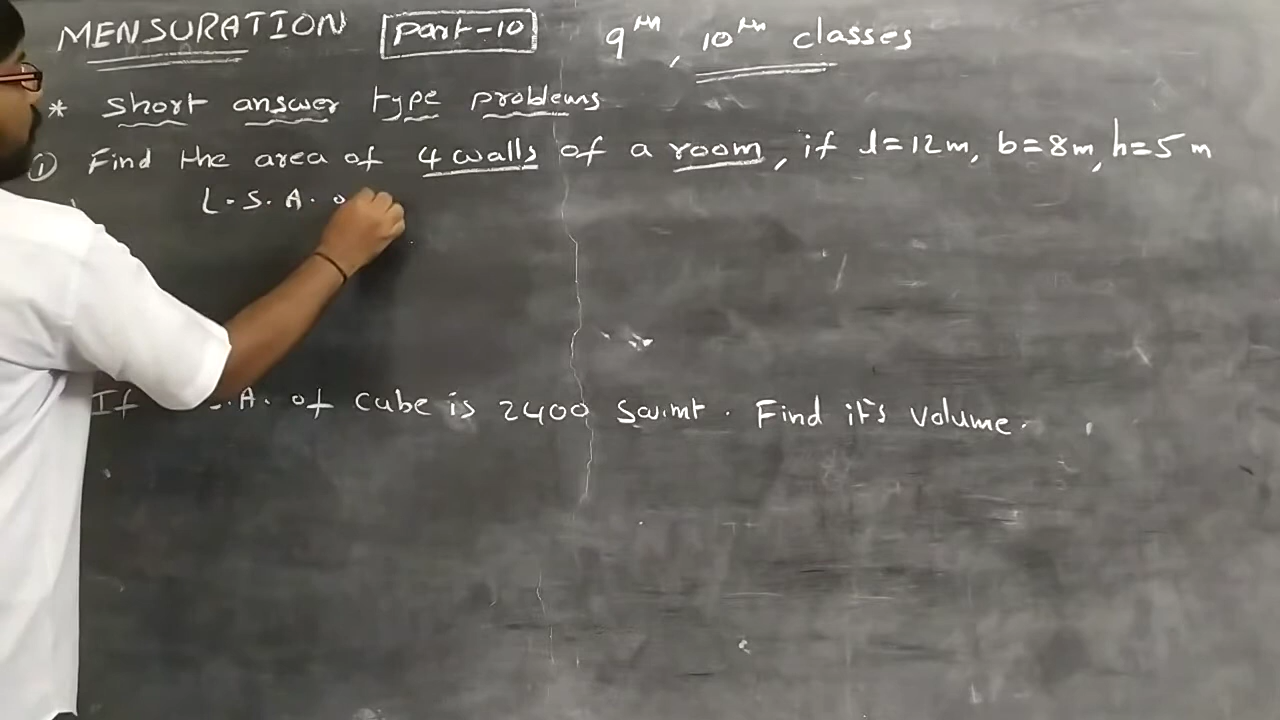 MENSURATION Part-10 9th, 10th classes
* Short answer type problems
① Find the area of 4 walls of a room, if l=12m, b=8m, h=5m
L.S.A. o
If .A. of cube is 2400 Sq.mt. Find it's volume.